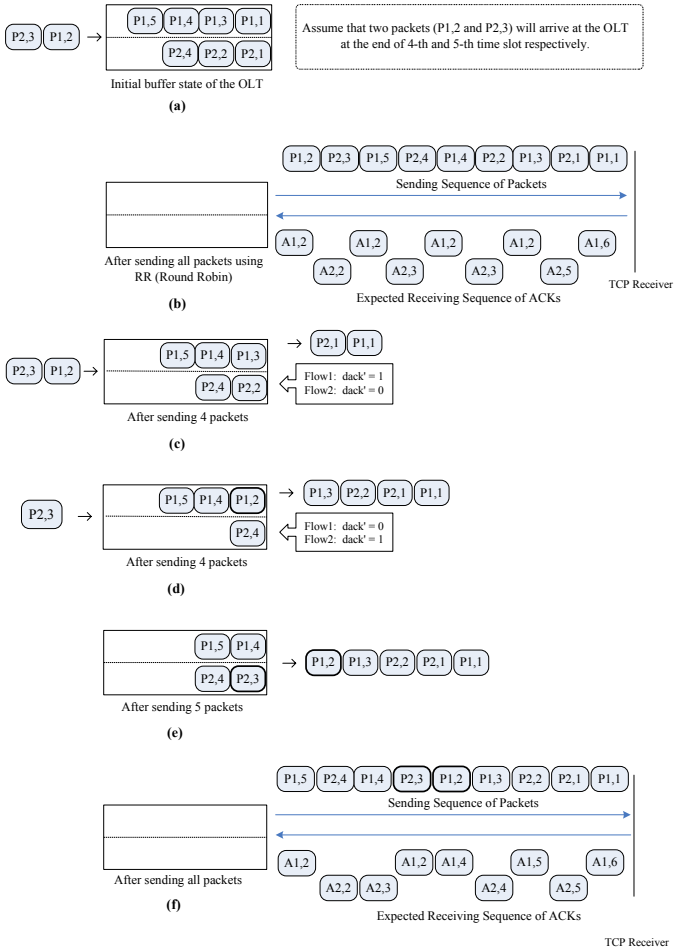 P2,3 P1,2
P1,5 P1,4 P1,3 P1,1
P2,4 P2,2 P2,1
Initial buffer state of the OLT
(a)
Assume that two packets (P1,2 and P2,3) will arrive at the OLT
at the end of 4-th and 5-th time slot respectively.
P1,2 P2,3 P1,5 P2,4 P1,4 P2,2 P1,3 P2,1 P1,1
Sending Sequence of Packets
A1,2 A1,2 A1,2 A1,2 A1,6
A2,2 A2,3 A2,3 A2,5
Expected Receiving Sequence of ACKs
TCP Receiver
After sending all packets using
RR (Round Robin)
(b)
P2,3 P1,2
P1,5 P1,4 P1,3
P2,4 P2,2
P2,1 P1,1
Flow1: dack' = 1
Flow2: dack' = 0
After sending 4 packets
(c)
P2,3
P1,5 P1,4 P1,2
P2,4
P1,3 P2,2 P2,1 P1,1
Flow1: dack' = 0
Flow2: dack' = 1
After sending 4 packets
(d)
P1,5 P1,4
P2,4 P2,3
P1,2 P1,3 P2,2 P2,1 P1,1
After sending 5 packets
(e)
P1,5 P2,4 P1,4 P2,3 P1,2 P1,3 P2,2 P2,1 P1,1
Sending Sequence of Packets
A1,2 A1,2 A1,4 A1,5 A1,6
A2,2 A2,3 A2,4 A2,5
After sending all packets
(f)
Expected Receiving Sequence of ACKs
TCP Receiver